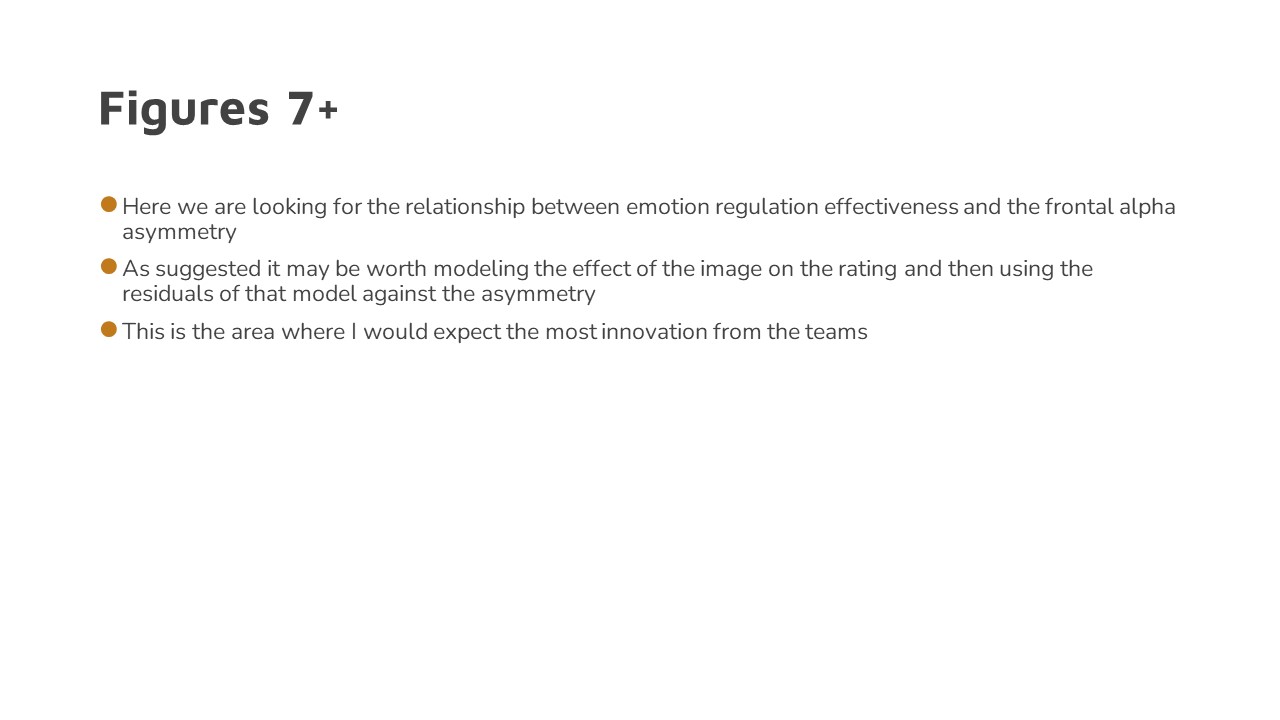 Figures 7+
Here we are looking for the relationship between emotion regulation effectiveness and the frontal alpha
asymmetry
As suggested it may be worth modeling the effect of the image on the rating and then using the
residuals of that model against the asymmetry
This is the area where I would expect the most innovation from the teams